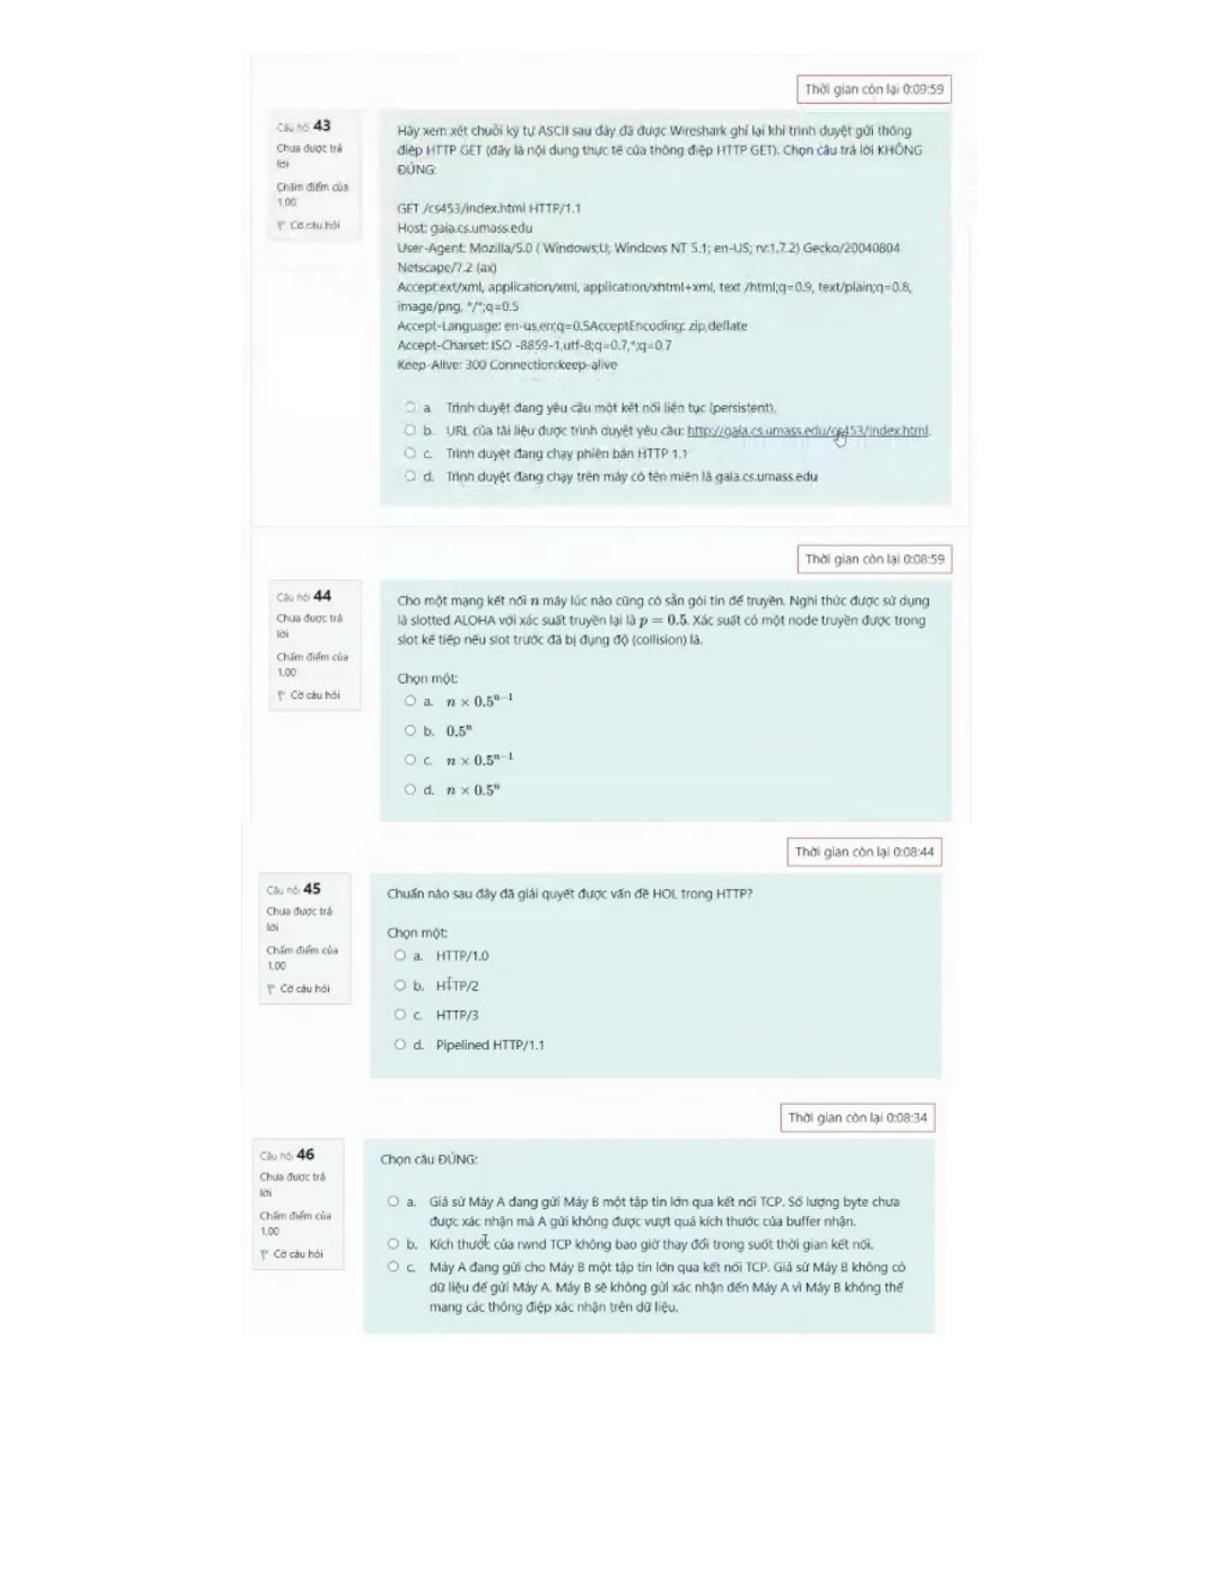 Thời gian còn lại 0:09:59
Câu hỏi 43
Chưa được trả
lời
Chấm điểm của
1,00
Cờ câu hỏi
Hãy xem xét chuỗi ký tự ASCII sau đây đã được Wireshark ghi lại khi trình duyệt gửi thông
điệp HTTP GET (đây là nội dung thực tế của thông điệp HTTP GET). Chọn câu trả lời KHÔNG
ĐÚNG:
GET /cs453/index.html HTTP/1.1
Host: gaia.cs.umass.edu
User-Agent: Mozilla/5.0 ( Windows;U; Windows NT 5.1; en-US; rv:1.7.2) Gecko/20040804
Netscape/7.2 (ax)
Accept:ext/xml, application/xml, application/xhtml+xml, text /html;q=0.9, text/plain;q=0.8,
image/png, */*;q=0.5
Accept-Language: en-us,en;q=0.5AcceptEncoding: zip,deflate
Accept-Charset: ISO -8859-1,utf-8;q=0.7,*;q=0.7
Keep-Alive: 300 Connection:keep-alive
a. Trình duyệt đang yêu cầu một kết nối liên tục (persistent).
b. URL của tài liệu được trình duyệt yêu cầu: http://gaia.cs.umass.edu/cs453/index.html.
c. Trình duyệt đang chạy phiên bản HTTP 1.1
d. Trình duyệt đang chạy trên máy có tên miền là gaia.cs.umass.edu
Thời gian còn lại 0:08:59
Câu hỏi 44
Chưa được trả
lời
Chấm điểm của
1,00
Cờ câu hỏi
Cho một mạng kết nối n máy lúc nào cũng có sẵn gói tin để truyền. Nghi thức được sử dụng
là slotted ALOHA với xác suất truyền lại là p = 0.5. Xác suất có một node truyền được trong
slot kế tiếp nếu slot trước đã bị đụng độ (collision) là.
Chọn một:
a. n × 0.5ⁿ⁻¹
b. 0.5ⁿ
c. n × 0.5ⁿ⁻¹
d. n × 0.5ⁿ
Thời gian còn lại 0:08:44
Câu hỏi 45
Chưa được trả
lời
Chấm điểm của
1,00
Cờ câu hỏi
Chuẩn nào sau đây đã giải quyết được vấn đề HOL trong HTTP?
Chọn một:
a. HTTP/1.0
b. HTTP/2
c. HTTP/3
d. Pipelined HTTP/1.1
Thời gian còn lại 0:08:34
Câu hỏi 46
Chưa được trả
lời
Chấm điểm của
1,00
Cờ câu hỏi
Chọn câu ĐÚNG:
a. Giả sử Máy A đang gửi Máy B một tập tin lớn qua kết nối TCP. Số lượng byte chưa
được xác nhận mà A gửi không được vượt quá kích thước của buffer nhận.
b. Kích thước của rwnd TCP không bao giờ thay đổi trong suốt thời gian kết nối.
c. Máy A đang gửi cho Máy B một tập tin lớn qua kết nối TCP. Giả sử Máy B không có
dữ liệu để gửi Máy A. Máy B sẽ không gửi xác nhận đến Máy A vì Máy B không thể
mang các thông điệp xác nhận trên dữ liệu.